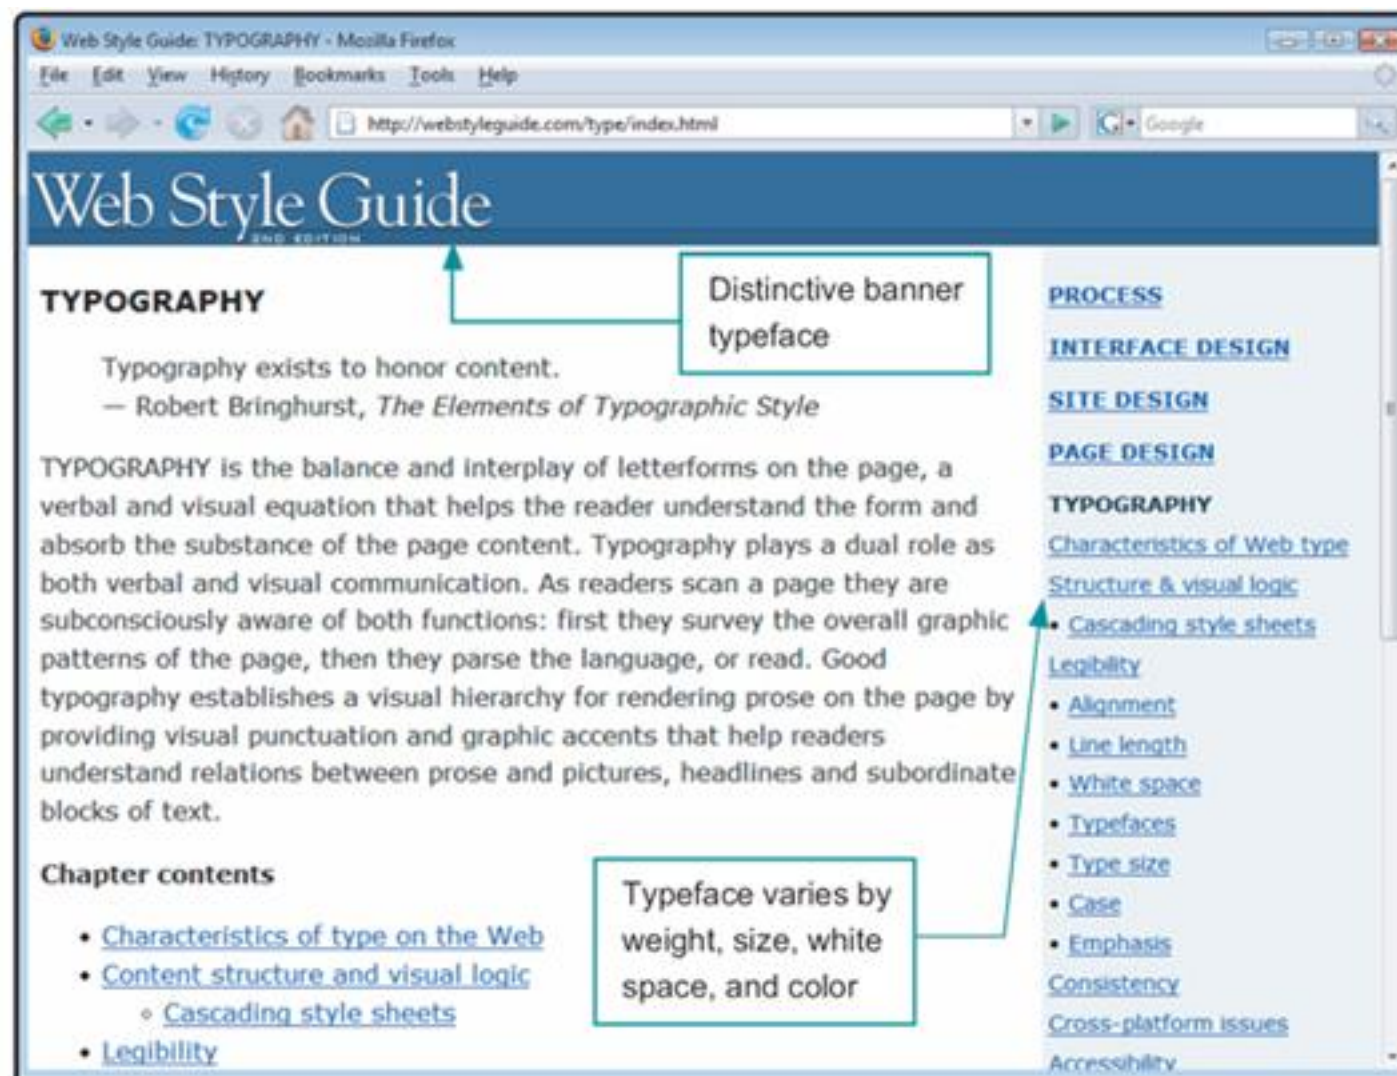 Web Style Guide: TYPOGRAPHY - Mozilla Firefox
File Edit View History Bookmarks Tools Help
http://webstyleguide.com/type/index.html
Google
Web Style Guide
2ND EDITION
TYPOGRAPHY
Typography exists to honor content.
— Robert Bringhurst, The Elements of Typographic Style
TYPOGRAPHY is the balance and interplay of letterforms on the page, a
verbal and visual equation that helps the reader understand the form and
absorb the substance of the page content. Typography plays a dual role as
both verbal and visual communication. As readers scan a page they are
subconsciously aware of both functions: first they survey the overall graphic
patterns of the page, then they parse the language, or read. Good
typography establishes a visual hierarchy for rendering prose on the page by
providing visual punctuation and graphic accents that help readers
understand relations between prose and pictures, headlines and subordinate
blocks of text.
Chapter contents
• Characteristics of type on the Web
• Content structure and visual logic
◦ Cascading style sheets
• Legibility
Distinctive banner
typeface
Typeface varies by
weight, size, white
space, and color
PROCESS
INTERFACE DESIGN
SITE DESIGN
PAGE DESIGN
TYPOGRAPHY
Characteristics of Web type
Structure & visual logic
• Cascading style sheets
Legibility
• Alignment
• Line length
• White space
• Typefaces
• Type size
• Case
• Emphasis
Consistency
Cross-platform issues
Accessibility